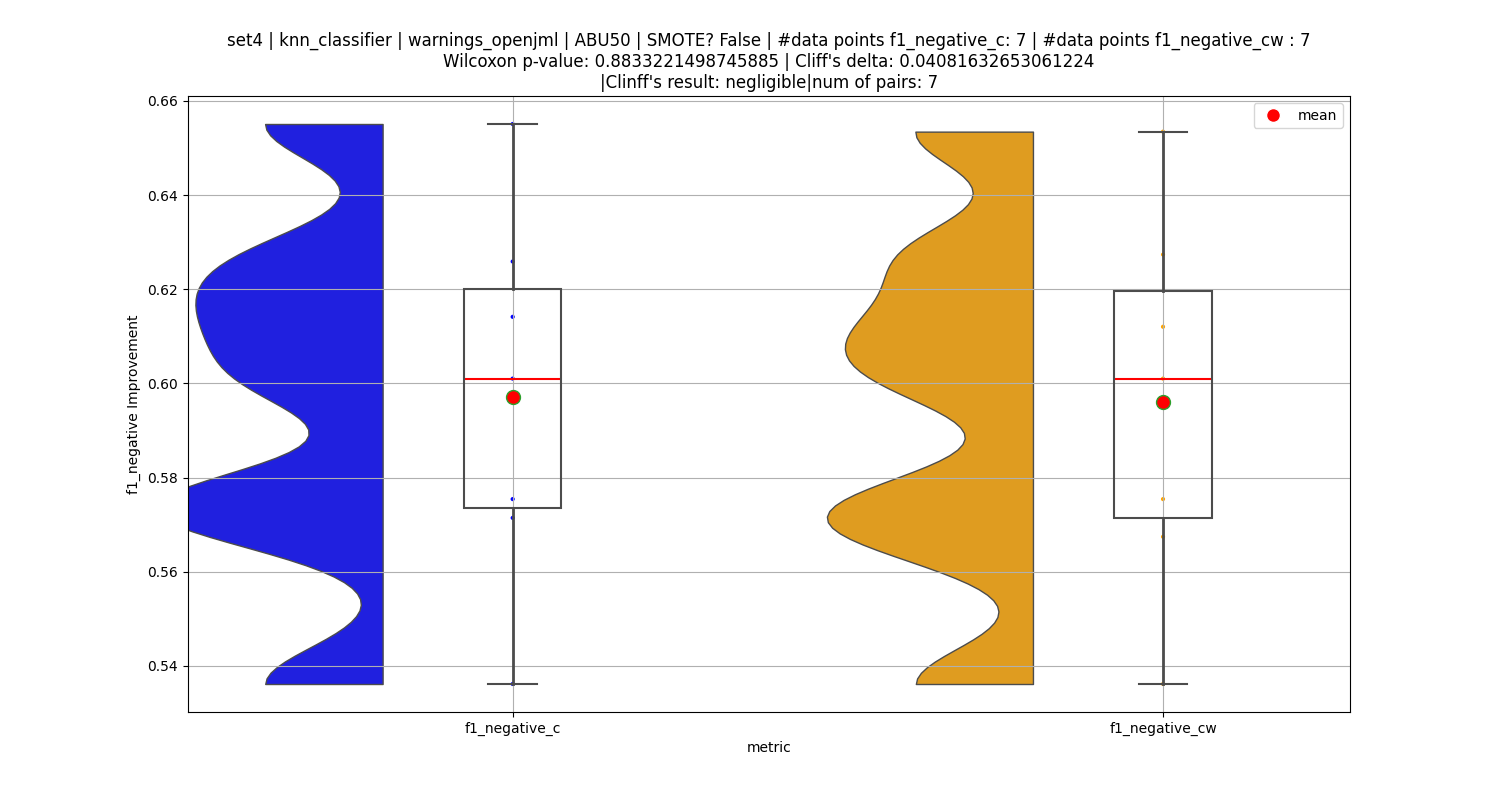 set4 | knn_classifier | warnings_openjml | ABU50 | SMOTE? False | #data points f1_negative_c: 7 | #data points f1_negative_cw : 7
Wilcoxon p-value: 0.8833221498745885 | Cliff's delta: 0.04081632653061224
|Clinff's result: negligible|num of pairs: 7
mean
0.66
0.64
0.62
0.60
0.58
0.56
0.54
f1_negative Improvement
f1_negative_c
f1_negative_cw
metric